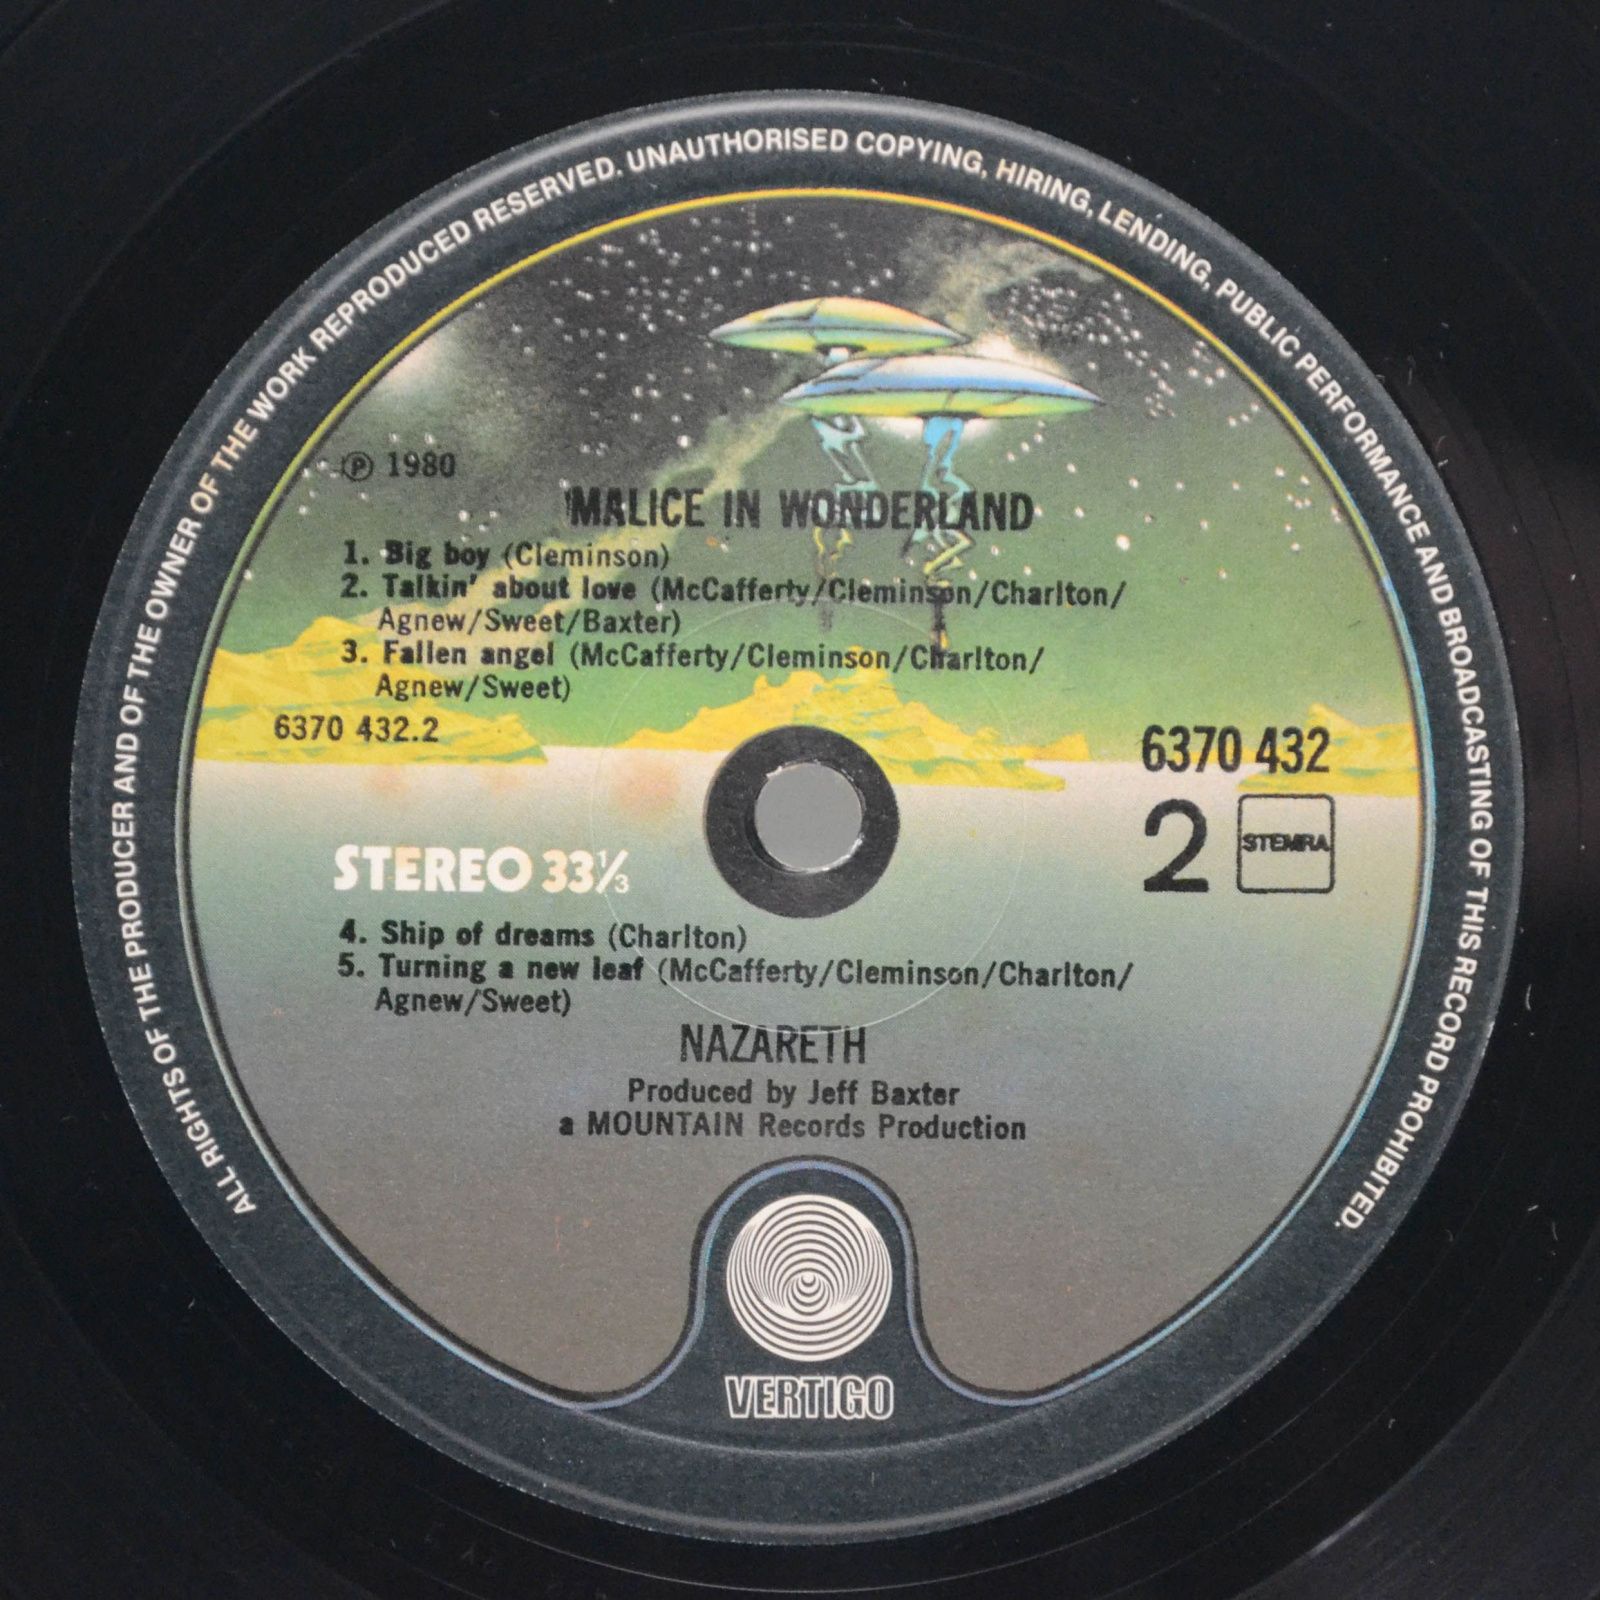 ALL RIGHTS OF THE PRODUCER AND OF THE OWNER OF THE WORK REPRODUCED RESERVED. UNAUTHORISED COPYING, HIRING, LENDING, PUBLIC PERFORMANCE AND BROADCASTING OF THIS RECORD PROHIBITED.
℗ 1980
MALICE IN WONDERLAND
1. Big boy (Cleminson)
2. Talkin' about love (McCafferty/Cleminson/Charlton/
Agnew/Sweet/Baxter)
3. Fallen angel (McCafferty/Cleminson/Charlton/
Agnew/Sweet)
6370 432.2
6370 432
2 STEMRA
STEREO 33⅓
4. Ship of dreams (Charlton)
5. Turning a new leaf (McCafferty/Cleminson/Charlton/
Agnew/Sweet)
NAZARETH
Produced by Jeff Baxter
a MOUNTAIN Records Production
VERTIGO